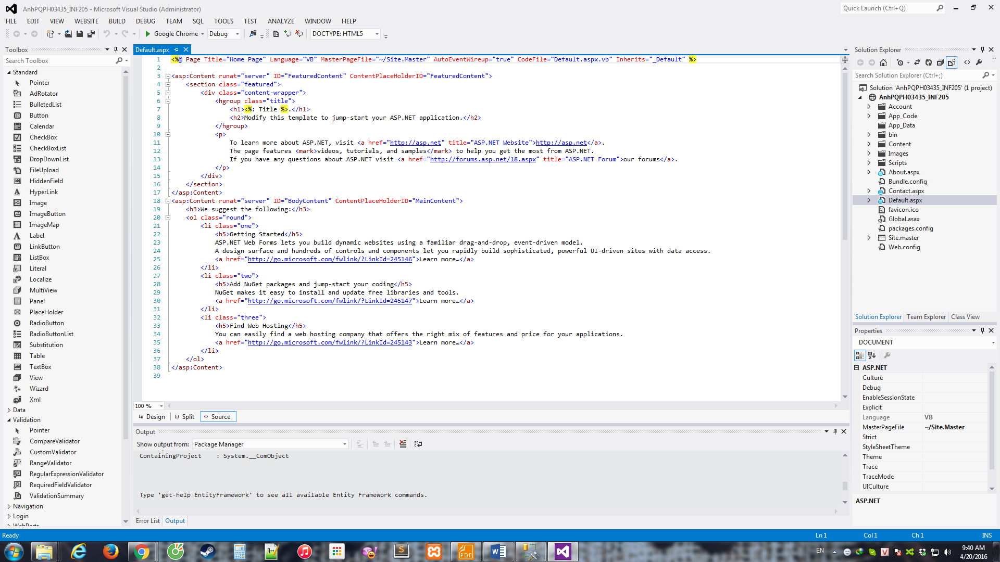 AnhPQPH03435_INF205 - Microsoft Visual Studio (Administrator)
Quick Launch (Ctrl+Q)
FILE EDIT VIEW WEBSITE BUILD DEBUG TEAM SQL TOOLS TEST ANALYZE WINDOW HELP
Google Chrome Debug DOCTYPE: HTML5
Toolbox
Search Toolbox
Standard
Pointer
AdRotator
BulletedList
Button
Calendar
CheckBox
CheckBoxList
DropDownList
FileUpload
HiddenField
HyperLink
Image
ImageButton
ImageMap
Label
LinkButton
ListBox
Literal
Localize
MultiView
Panel
PlaceHolder
RadioButton
RadioButtonList
Substitution
Table
TextBox
View
Wizard
Xml
Data
Validation
Pointer
CompareValidator
CustomValidator
RangeValidator
RegularExpressionValidator
RequiredFieldValidator
ValidationSummary
Navigation
Login
WebParts
Default.aspx
1 <%@ Page Title="Home Page" Language="VB" MasterPageFile="~/Site.Master" AutoEventWireup="true" CodeFile="Default.aspx.vb" Inherits="_Default" %>
2
3 <asp:Content runat="server" ID="FeaturedContent" ContentPlaceHolderID="FeaturedContent">
4 <section class="featured">
5 <div class="content-wrapper">
6 <hgroup class="title">
7 <h1><%: Title %>.</h1>
8 <h2>Modify this template to jump-start your ASP.NET application.</h2>
9 </hgroup>
10 <p>
11 To learn more about ASP.NET, visit <a href="http://asp.net" title="ASP.NET Website">http://asp.net</a>.
12 The page features <mark>videos, tutorials, and samples</mark> to help you get the most from ASP.NET.
13 If you have any questions about ASP.NET visit <a href="http://forums.asp.net/18.aspx" title="ASP.NET Forum">our forums</a>.
14 </p>
15 </div>
16 </section>
17 </asp:Content>
18 <asp:Content runat="server" ID="BodyContent" ContentPlaceHolderID="MainContent">
19 <h3>We suggest the following:</h3>
20 <ol class="round">
21 <li class="one">
22 <h5>Getting Started</h5>
23 ASP.NET Web Forms lets you build dynamic websites using a familiar drag-and-drop, event-driven model.
24 A design surface and hundreds of controls and components let you rapidly build sophisticated, powerful UI-driven sites with data access.
25 <a href="http://go.microsoft.com/fwlink/?LinkId=245146">Learn more…</a>
26 </li>
27 <li class="two">
28 <h5>Add NuGet packages and jump-start your coding</h5>
29 NuGet makes it easy to install and update free libraries and tools.
30 <a href="http://go.microsoft.com/fwlink/?LinkId=245147">Learn more…</a>
31 </li>
32 <li class="three">
33 <h5>Find Web Hosting</h5>
34 You can easily find a web hosting company that offers the right mix of features and price for your applications.
35 <a href="http://go.microsoft.com/fwlink/?LinkId=245143">Learn more…</a>
36 </li>
37 </ol>
38 </asp:Content>
39
100 %
Design Split Source
Output
Show output from: Package Manager
ContainingProject : System.__ComObject
Type 'get-help EntityFramework' to see all available Entity Framework commands.
Error List Output
Solution Explorer
Search Solution Explorer (Ctrl+;)
Solution 'AnhPQPH03435_INF205' (1 project)
AnhPQPH03435_INF205
Account
App_Code
App_Data
bin
Content
Images
Scripts
About.aspx
Bundle.config
Contact.aspx
Default.aspx
favicon.ico
Global.asax
packages.config
Site.master
Web.config
Solution Explorer Team Explorer Class View
Properties
DOCUMENT
ASP.NET
Culture
Debug
EnableSessionState
Explicit
Language VB
MasterPageFile ~/Site.Master
Strict
StyleSheetTheme
Theme
Trace
TraceMode
UICulture
ASP.NET
Ready Ln 1 Col 1 Ch 1 INS
EN
9:40 AM
4/20/2016